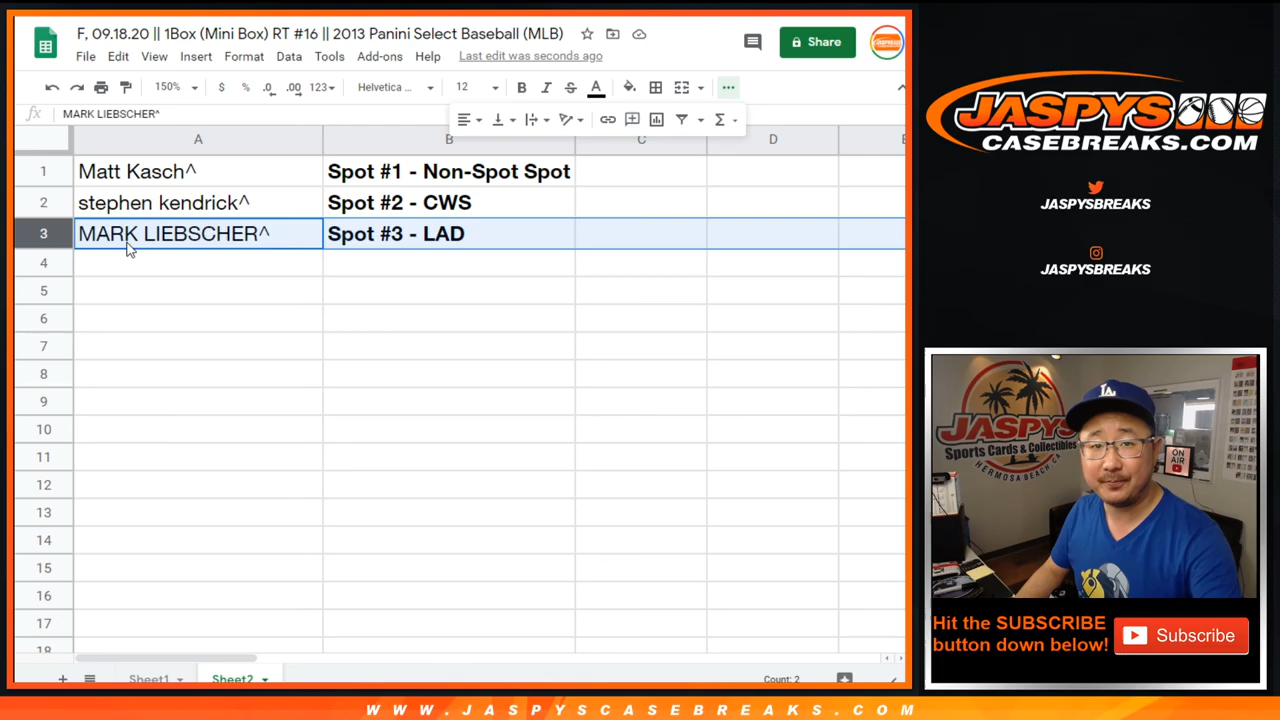 F, 09.18.20 || 1Box (Mini Box) RT #16 || 2013 Panini Select Baseball (MLB)
File Edit View Insert Format Data Tools Add-ons Help Last edit was seconds ago
Share
150% $ % .0 .00 123 Helvetica ... 12 B I S A
fx MARK LIEBSCHER^
A B C D E
1 Matt Kasch^ Spot #1 - Non-Spot Spot
2 stephen kendrick^ Spot #2 - CWS
3 MARK LIEBSCHER^ Spot #3 - LAD
4
5
6
7
8
9
10
11
12
13
14
15
16
17
18
+ Sheet1 Sheet2 Count: 2
JASPYS
CASEBREAKS.COM
JASPYSBREAKS
JASPYSBREAKS
JASPYS
Sports Cards & Collectibles
HERMOSA BEACH CA
LA
ON AIR
Hit the SUBSCRIBE
button down below!
Subscribe
WWW.JASPYSCASEBREAKS.COM